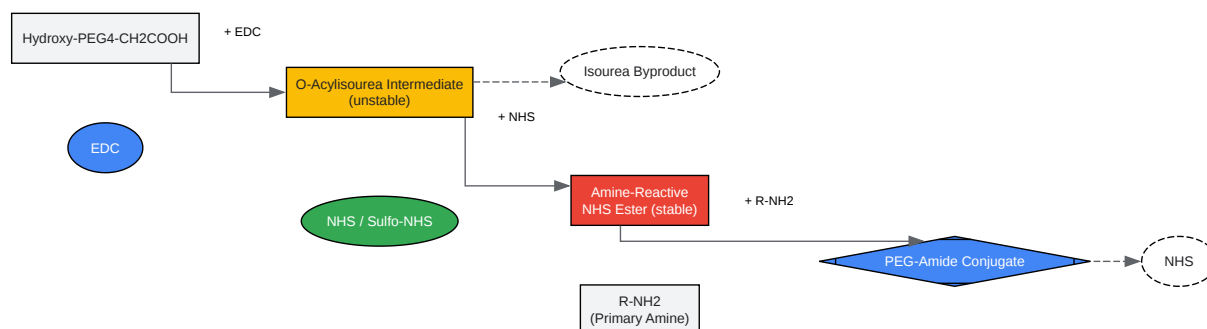 Hydroxy-PEG4-CH2COOH
+ EDC
O-Acylisourea Intermediate
(unstable)
Isourea Byproduct
+ NHS
EDC
Amine-Reactive
NHS Ester (stable)
+ R-NH2
NHS / Sulfo-NHS
PEG-Amide Conjugate
NHS
R-NH2
(Primary Amine)